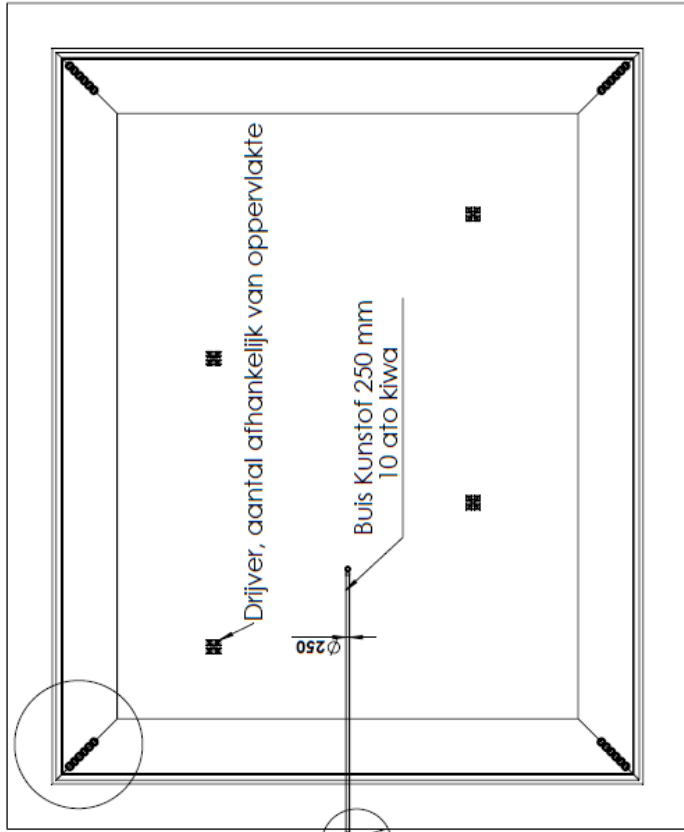 Drijver, aantal afhankelijk van oppervlakte
Buis Kunstof 250 mm
10 ato kiwa
Ø250